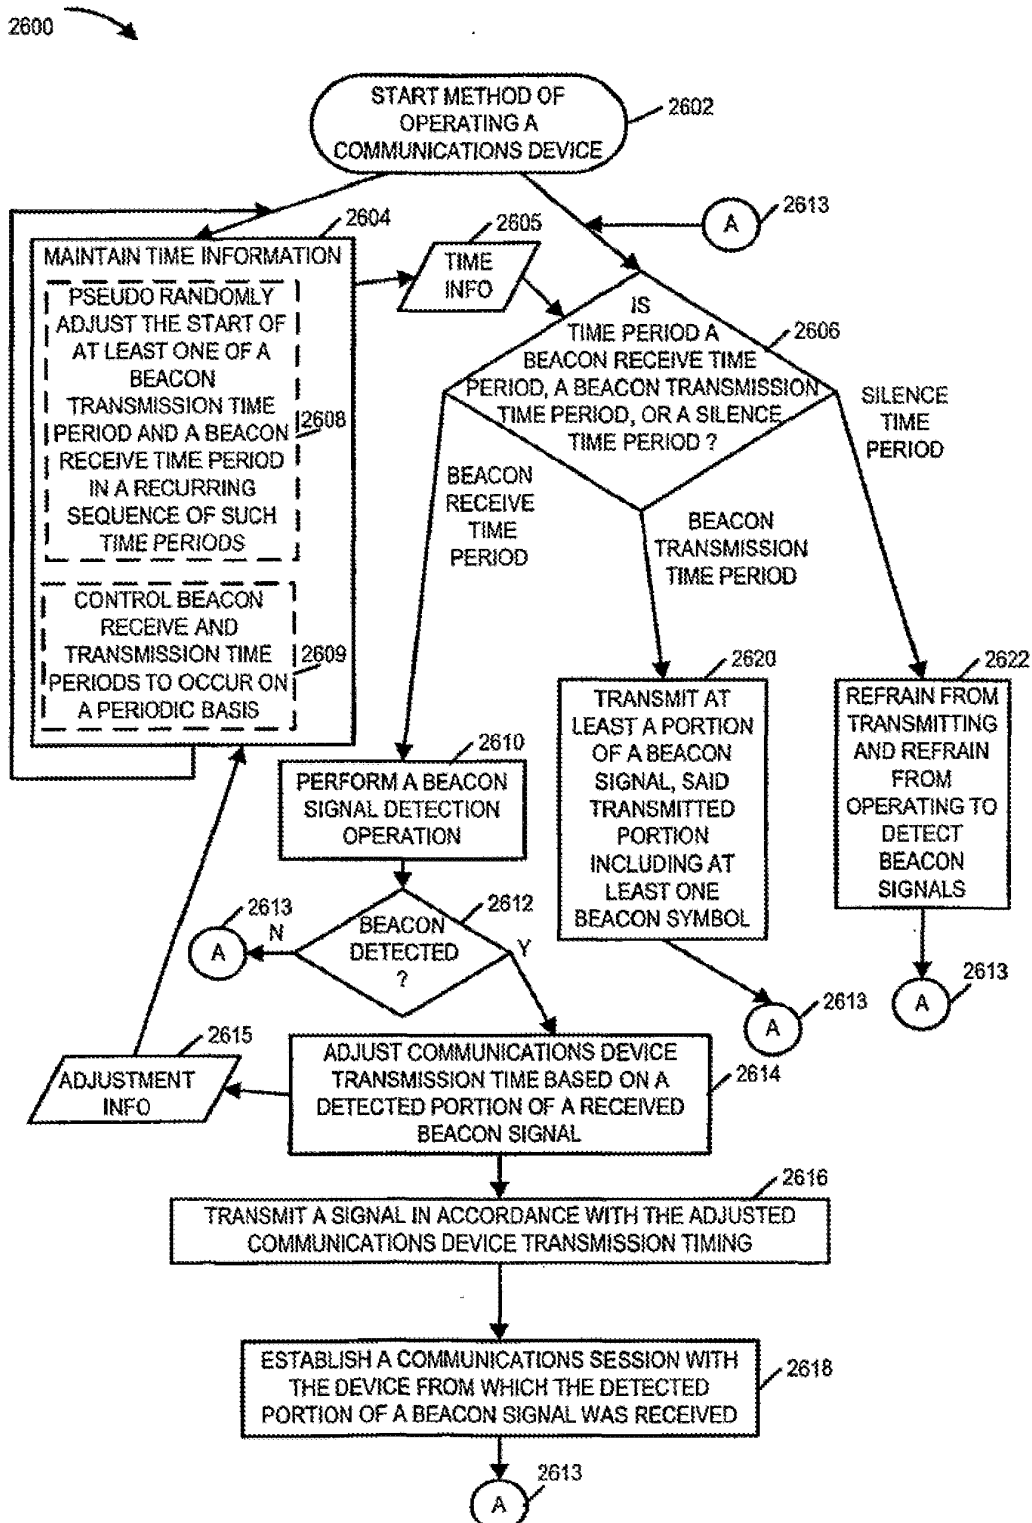 2600
START METHOD OF
OPERATING A
COMMUNICATIONS DEVICE
2602
A
2613
2604
MAINTAIN TIME INFORMATION
2605
TIME
INFO
PSEUDO RANDOMLY
ADJUST THE START OF
AT LEAST ONE OF A
BEACON
TRANSMISSION TIME
PERIOD AND A BEACON
RECEIVE TIME PERIOD
IN A RECURRING
SEQUENCE OF SUCH
TIME PERIODS
2608
CONTROL BEACON
RECEIVE AND
TRANSMISSION TIME
PERIODS TO OCCUR ON
A PERIODIC BASIS
2609
IS
TIME PERIOD A
BEACON RECEIVE TIME
PERIOD, A BEACON TRANSMISSION
TIME PERIOD, OR A SILENCE
TIME PERIOD ?
2606
BEACON
RECEIVE
TIME
PERIOD
BEACON
TRANSMISSION
TIME PERIOD
SILENCE
TIME
PERIOD
2610
PERFORM A BEACON
SIGNAL DETECTION
OPERATION
2620
TRANSMIT AT
LEAST A PORTION
OF A BEACON
SIGNAL, SAID
TRANSMITTED
PORTION
INCLUDING AT
LEAST ONE
BEACON SYMBOL
2622
REFRAIN FROM
TRANSMITTING
AND REFRAIN
FROM
OPERATING TO
DETECT
BEACON
SIGNALS
2613
A
N
BEACON
DETECTED
?
2612
Y
A
2613
A
2613
2615
ADJUSTMENT
INFO
ADJUST COMMUNICATIONS DEVICE
TRANSMISSION TIME BASED ON A
DETECTED PORTION OF A RECEIVED
BEACON SIGNAL
2614
2616
TRANSMIT A SIGNAL IN ACCORDANCE WITH THE ADJUSTED
COMMUNICATIONS DEVICE TRANSMISSION TIMING
ESTABLISH A COMMUNICATIONS SESSION WITH
THE DEVICE FROM WHICH THE DETECTED
PORTION OF A BEACON SIGNAL WAS RECEIVED
2618
A
2613